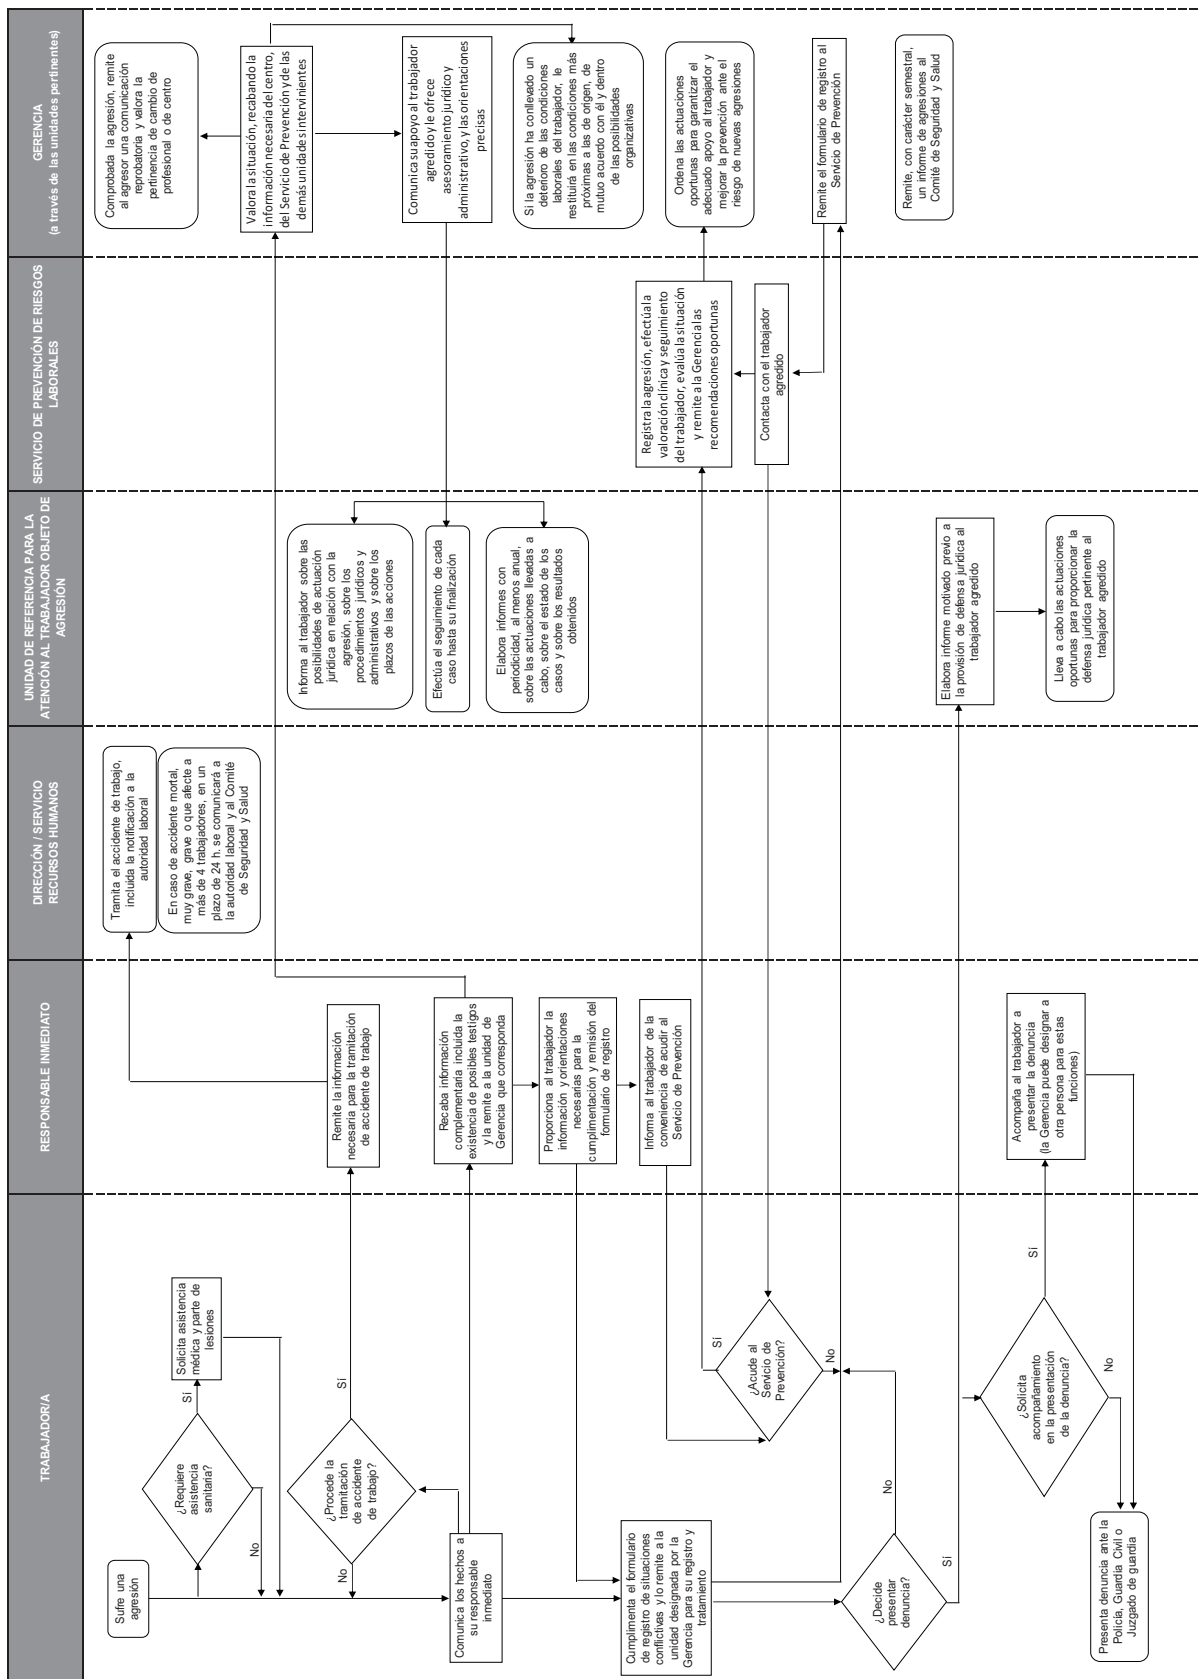 TRABAJADOR/A
Sufre una
agresión
¿Requiere
asistencia
sanitaria?
Sí
No
Solicita asistencia
médica y parte de
lesiones
¿Procede la
tramitación
de accidente
de trabajo?
Sí
No
Comunica los hechos a
su responsable
inmediato
Cumplimenta el formulario
de registro de situaciones
conflictivas y lo remite a la
unidad designada por la
Gerencia para su registro y
tratamiento
¿Acude al
Servicio de
Prevención?
Sí
No
¿Decide
presentar
denuncia?
No
Sí
¿Solicita
acompañamiento
en la presentación
de la denuncia?
Sí
No
Presenta denuncia ante la
Policía, Guardia Civil o
Juzgado de guardia
RESPONSABLE INMEDIATO
Remite la información
necesaria para la tramitación
de accidente de trabajo
Recaba información
complementaria incluida la
existencia de posibles testigos
y la remite a la unidad de
Gerencia que corresponda
Proporciona al trabajador la
información y orientaciones
necesarias para la
cumplimentación y remisión del
formulario de registro
Informa al trabajador de la
conveniencia de acudir al
Servicio de Prevención
Acompaña al trabajador a
presentar la denuncia
(la Gerencia puede designar a
otra persona para estas
funciones)
DIRECCIÓN / SERVICIO
RECURSOS HUMANOS
Tramita el accidente de trabajo,
incluida la notificación a la
autoridad laboral
En caso de accidente mortal,
muy grave, grave o que afecte a
más de 4 trabajadores, en un
plazo de 24 h. se comunicará a
la autoridad laboral y al Comité
de Seguridad y Salud
UNIDAD DE REFERENCIA PARA LA
ATENCIÓN AL TRABAJADOR OBJETO DE
AGRESIÓN
Informa al trabajador sobre las
posibilidades de actuación
jurídica en relación con la
agresión, sobre los
procedimientos jurídicos y
administrativos y sobre los
plazos de las acciones
Efectúa el seguimiento de cada
caso hasta su finalización
Elabora informes con
periodicidad, al menos anual,
sobre las actuaciones llevadas a
cabo, sobre el estado de los
casos y sobre los resultados
obtenidos
Elabora informe motivado previo a
la provisión de defensa jurídica al
trabajador agredido
Lleva a cabo las actuaciones
oportunas para proporcionar la
defensa jurídica pertinente al
trabajador agredido
SERVICIO DE PREVENCIÓN DE RIESGOS
LABORALES
Registra la agresión, efectúa la
valoración clínica y seguimiento
del trabajador, evalúa la situación
y remite a la Gerencia las
recomendaciones oportunas
Contacta con el trabajador
agredido
GERENCIA
(a través de las unidades pertinentes)
Comprobada la agresión, remite
al agresor una comunicación
reprobatoria y valora la
pertinencia de cambio de
profesional o de centro
Valora la situación, recabando la
información necesaria del centro,
del Servicio de Prevención y de las
demás unidades intervinientes
Comunica su apoyo al trabajador
agredido y le ofrece
asesoramiento jurídico y
administrativo, y las orientaciones
precisas
Si la agresión ha conllevado un
deterioro de las condiciones
laborales del trabajador, le
restituirá en las condiciones más
próximas a las de origen, de
mutuo acuerdo con él y dentro
de las posibilidades
organizativas
Ordena las actuaciones
oportunas para garantizar el
adecuado apoyo al trabajador y
mejorar la prevención ante el
riesgo de nuevas agresiones
Remite el formulario de registro al
Servicio de Prevención
Remite, con carácter semestral,
un informe de agresiones al
Comité de Seguridad y Salud